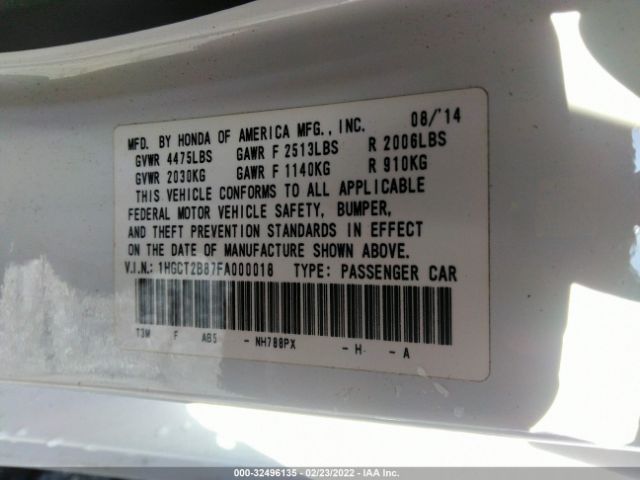 MFD. BY HONDA OF AMERICA MFG., INC. 08/'14
GVWR 4475LBS GAWR F 2513LBS R 2006LBS
GVWR 2030KG GAWR F 1140KG R 910KG
THIS VEHICLE CONFORMS TO ALL APPLICABLE
FEDERAL MOTOR VEHICLE SAFETY, BUMPER,
AND THEFT PREVENTION STANDARDS IN EFFECT
ON THE DATE OF MANUFACTURE SHOWN ABOVE.
V.I.N.: 1HGCT2B87FA000018 TYPE: PASSENGER CAR
T3M F AB5 - NH788PX - H - A
000-32496135 - 02/23/2022 - IAA Inc.